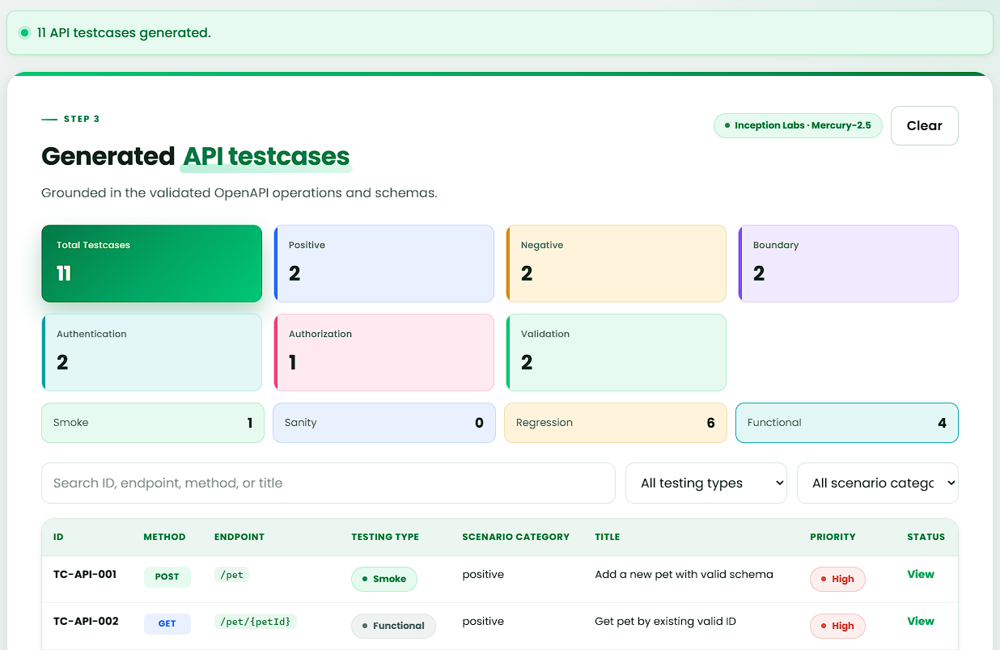 11 API testcases generated.
STEP 3
Inception Labs · Mercury-2.5
Clear
Generated API testcases
Grounded in the validated OpenAPI operations and schemas.
Total Testcases
11
Positive
2
Negative
2
Boundary
2
Authentication
2
Authorization
1
Validation
2
Smoke 1
Sanity 0
Regression 6
Functional 4
Search ID, endpoint, method, or title
All testing types
All scenario categc
ID METHOD ENDPOINT TESTING TYPE SCENARIO CATEGORY TITLE PRIORITY STATUS
TC-API-001 POST /pet Smoke positive Add a new pet with valid schema High View
TC-API-002 GET /pet/{petId} Functional positive Get pet by existing valid ID High View